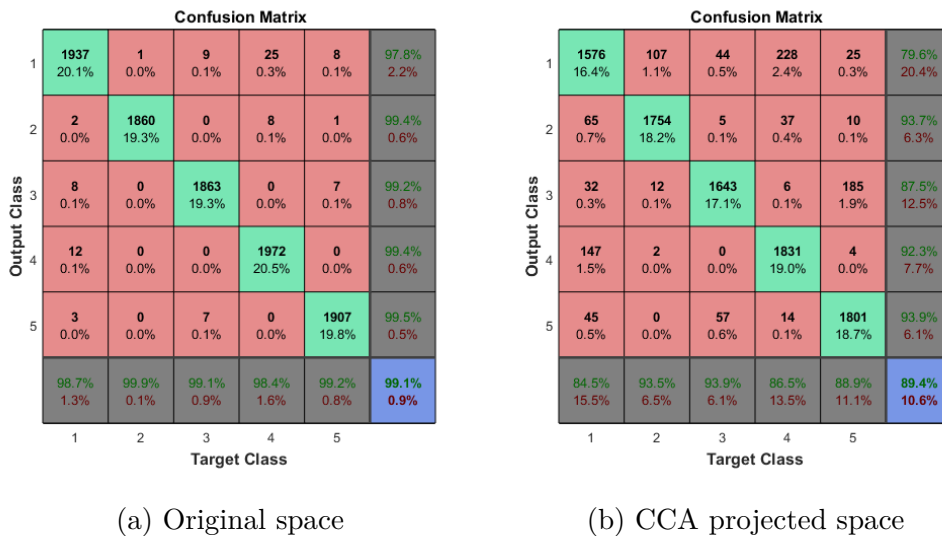 Confusion Matrix
1
1937 1 9 25 8 97.8%
20.1% 0.0% 0.1% 0.3% 0.1% 2.2%
2
2 1860 0 8 1 99.4%
0.0% 19.3% 0.0% 0.1% 0.0% 0.6%
3
8 0 1863 0 7 99.2%
0.1% 0.0% 19.3% 0.0% 0.1% 0.8%
4
12 0 0 1972 0 99.4%
0.1% 0.0% 0.0% 20.5% 0.0% 0.6%
5
3 0 7 0 1907 99.5%
0.0% 0.0% 0.1% 0.0% 19.8% 0.5%
98.7% 99.9% 99.1% 98.4% 99.2% 99.1%
1.3% 0.1% 0.9% 1.6% 0.8% 0.9%
1 2 3 4 5
Target Class
Output Class
(a) Original space
Confusion Matrix
1
1576 107 44 228 25 79.6%
16.4% 1.1% 0.5% 2.4% 0.3% 20.4%
2
65 1754 5 37 10 93.7%
0.7% 18.2% 0.1% 0.4% 0.1% 6.3%
3
32 12 1643 6 185 87.5%
0.3% 0.1% 17.1% 0.1% 1.9% 12.5%
4
147 2 0 1831 4 92.3%
1.5% 0.0% 0.0% 19.0% 0.0% 7.7%
5
45 0 57 14 1801 93.9%
0.5% 0.0% 0.6% 0.1% 18.7% 6.1%
84.5% 93.5% 93.9% 86.5% 88.9% 89.4%
15.5% 6.5% 6.1% 13.5% 11.1% 10.6%
1 2 3 4 5
Target Class
Output Class
(b) CCA projected space